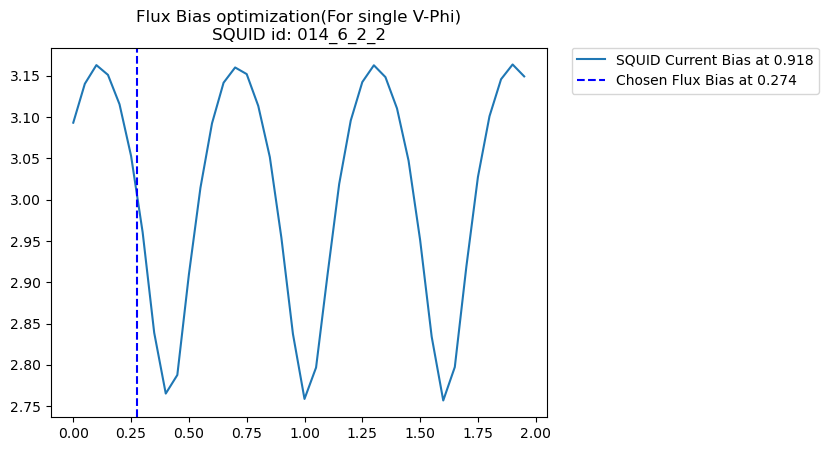 Flux Bias optimization(For single V-Phi)
SQUID id: 014_6_2_2
SQUID Current Bias at 0.918
Chosen Flux Bias at 0.274
3.15
3.10
3.05
3.00
2.95
2.90
2.85
2.80
2.75
0.00 0.25 0.50 0.75 1.00 1.25 1.50 1.75 2.00